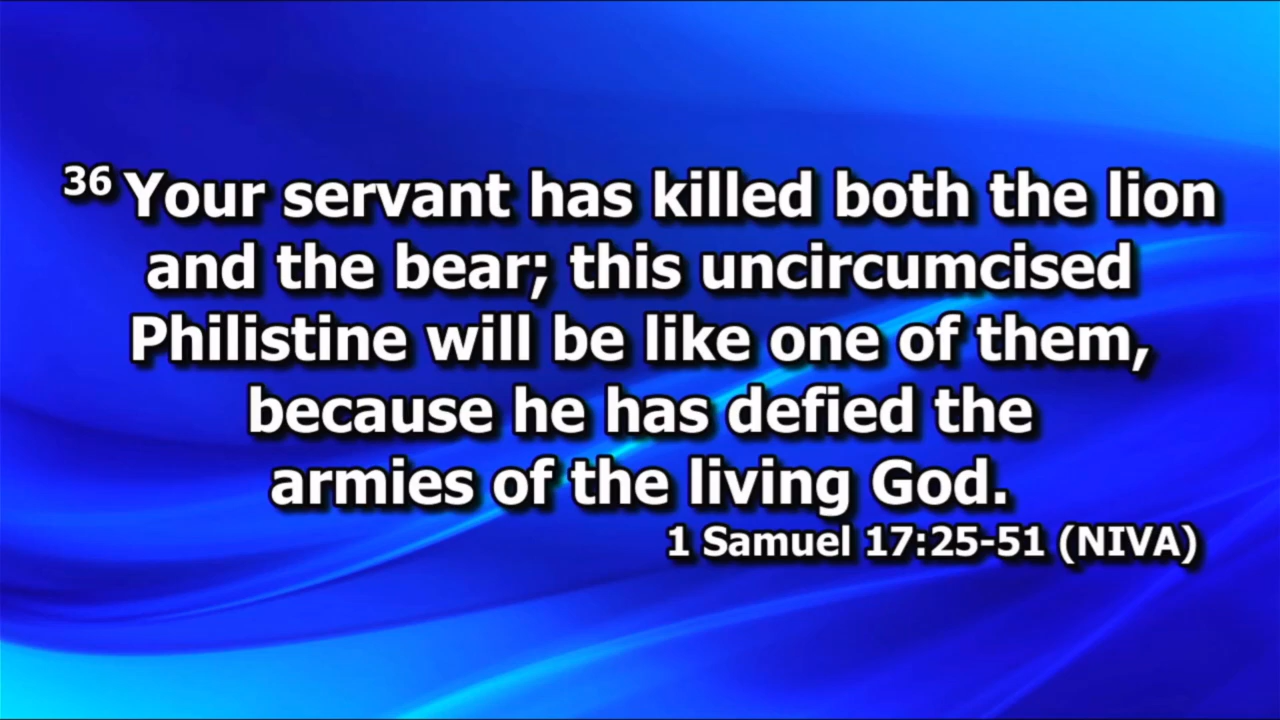 36 Your servant has killed both the lion
and the bear; this uncircumcised
Philistine will be like one of them,
because he has defied the
armies of the living God.
1 Samuel 17:25-51 (NIVA)